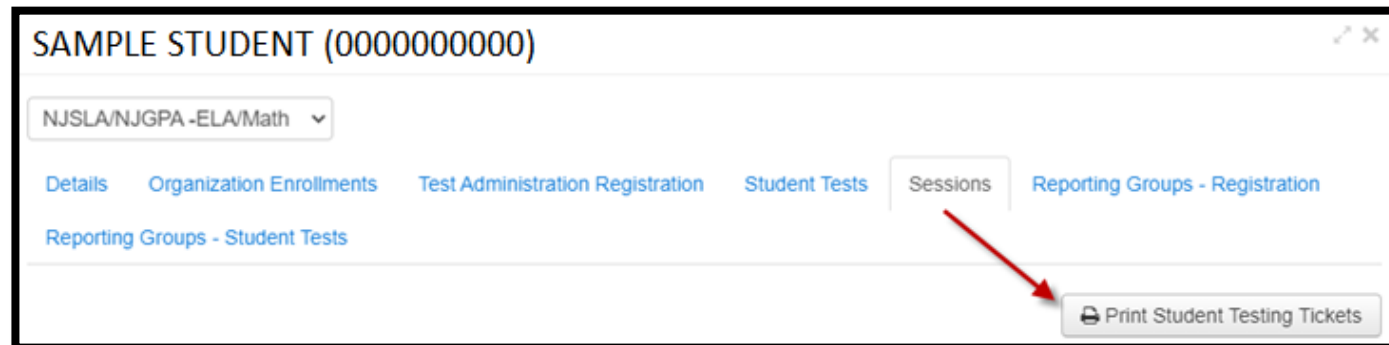 SAMPLE STUDENT (0000000000)
NJSLA/NJGPA -ELA/Math
Details Organization Enrollments Test Administration Registration Student Tests Sessions Reporting Groups - Registration
Reporting Groups - Student Tests
Print Student Testing Tickets